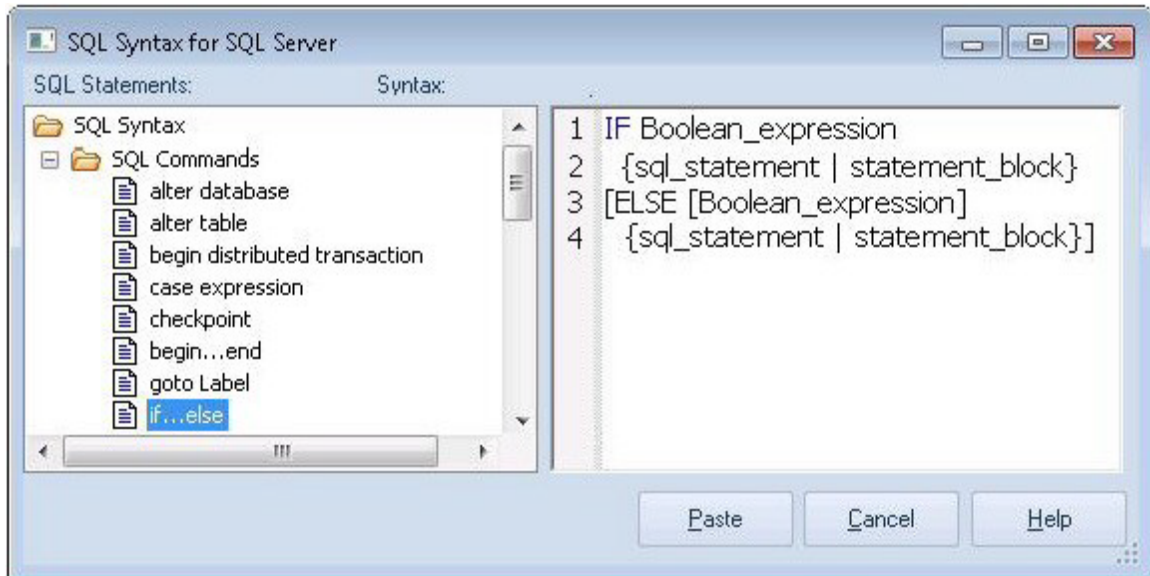 SQL Syntax for SQL Server
SQL Statements:
Syntax:
SQL Syntax
SQL Commands
alter database
alter table
begin distributed transaction
case expression
checkpoint
begin...end
goto Label
if...else
1 IF Boolean_expression
2 {sql_statement | statement_block}
3 [ELSE [Boolean_expression]
4 {sql_statement | statement_block}]
Paste
Cancel
Help